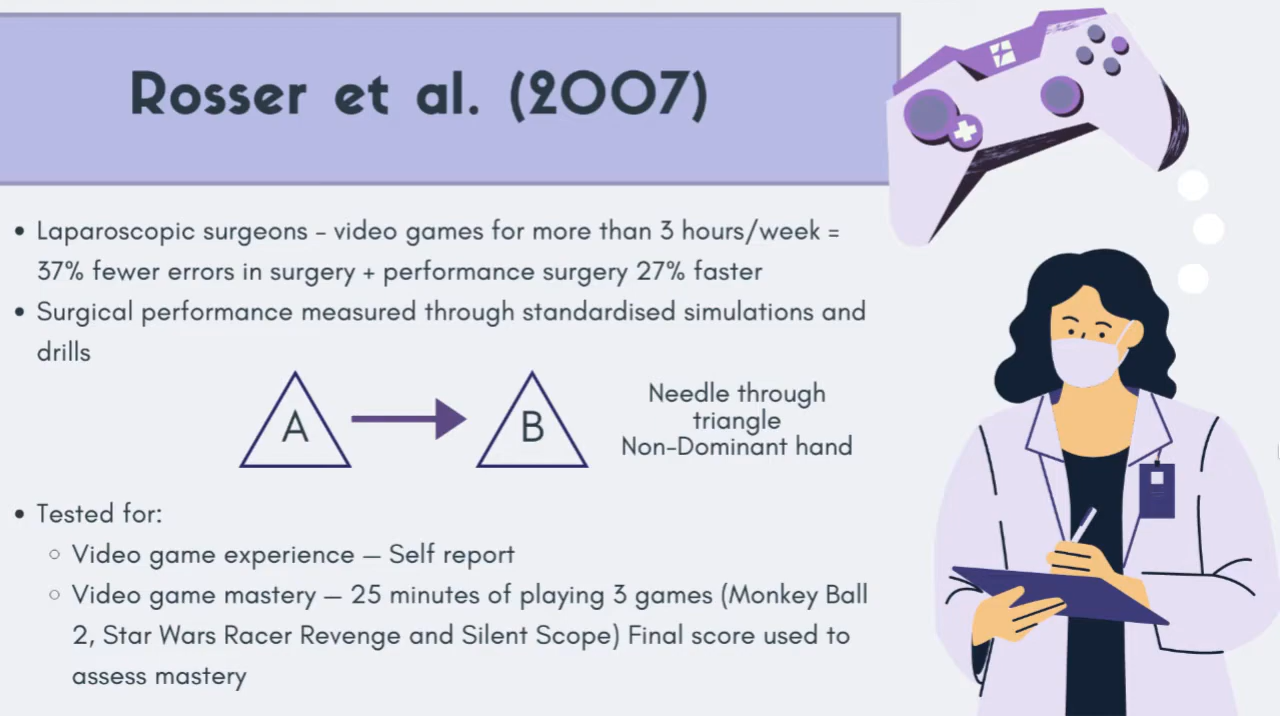 Rosser et al. (2007)
• Laparoscopic surgeons – video games for more than 3 hours/week =
37% fewer errors in surgery + performance surgery 27% faster
• Surgical performance measured through standardised simulations and
drills
A
B
Needle through
triangle
Non-Dominant hand
• Tested for:
○ Video game experience — Self report
○ Video game mastery — 25 minutes of playing 3 games (Monkey Ball
2, Star Wars Racer Revenge and Silent Scope) Final score used to
assess mastery